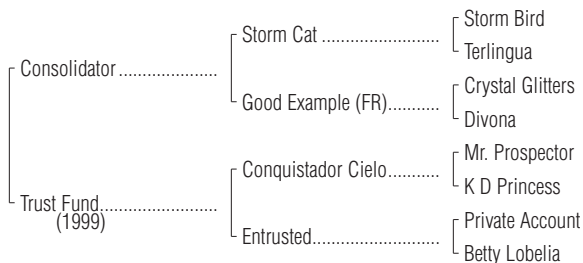 Storm Bird
Storm Cat ........................
Terlingua
Consolidator ....................
Crystal Glitters
Good Example (FR)...........
Divona
Mr. Prospector
Conquistador Cielo...........
K D Princess
Trust Fund........................
(1999)
Private Account
Entrusted..........................
Betty Lobelia